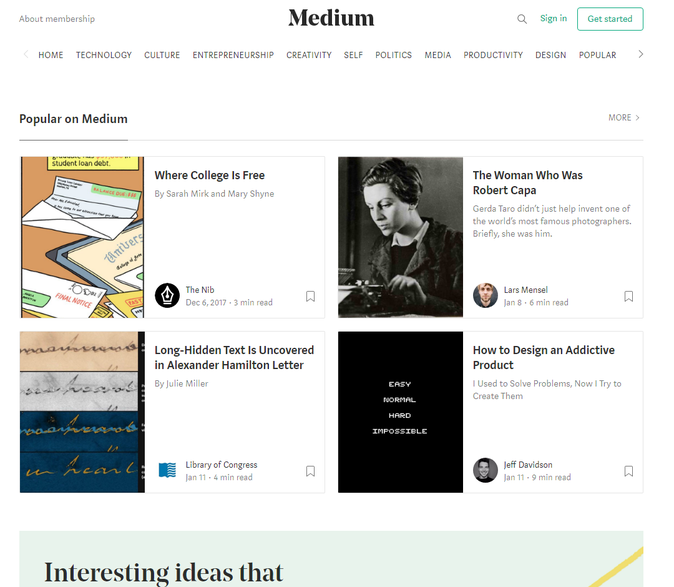 About membership
Medium
Sign in
Get started
HOME TECHNOLOGY CULTURE ENTREPRENEURSHIP CREATIVITY SELF POLITICS MEDIA PRODUCTIVITY DESIGN POPULAR
Popular on Medium
MORE
student loan debt.
FINAL NOTICE
Where College Is Free
By Sarah Mirk and Mary Shyne
The Nib
Dec 6, 2017 · 3 min read
The Woman Who Was
Robert Capa
Gerda Taro didn't just help invent one of
the world's most famous photographers.
Briefly, she was him.
Lars Mensel
Jan 8 · 6 min read
Long-Hidden Text Is Uncovered
in Alexander Hamilton Letter
By Julie Miller
Library of Congress
Jan 11 · 4 min read
EASY
NORMAL
HARD
IMPOSSIBLE
How to Design an Addictive
Product
I Used to Solve Problems, Now I Try to
Create Them
Jeff Davidson
Jan 11 · 9 min read
Interesting ideas that